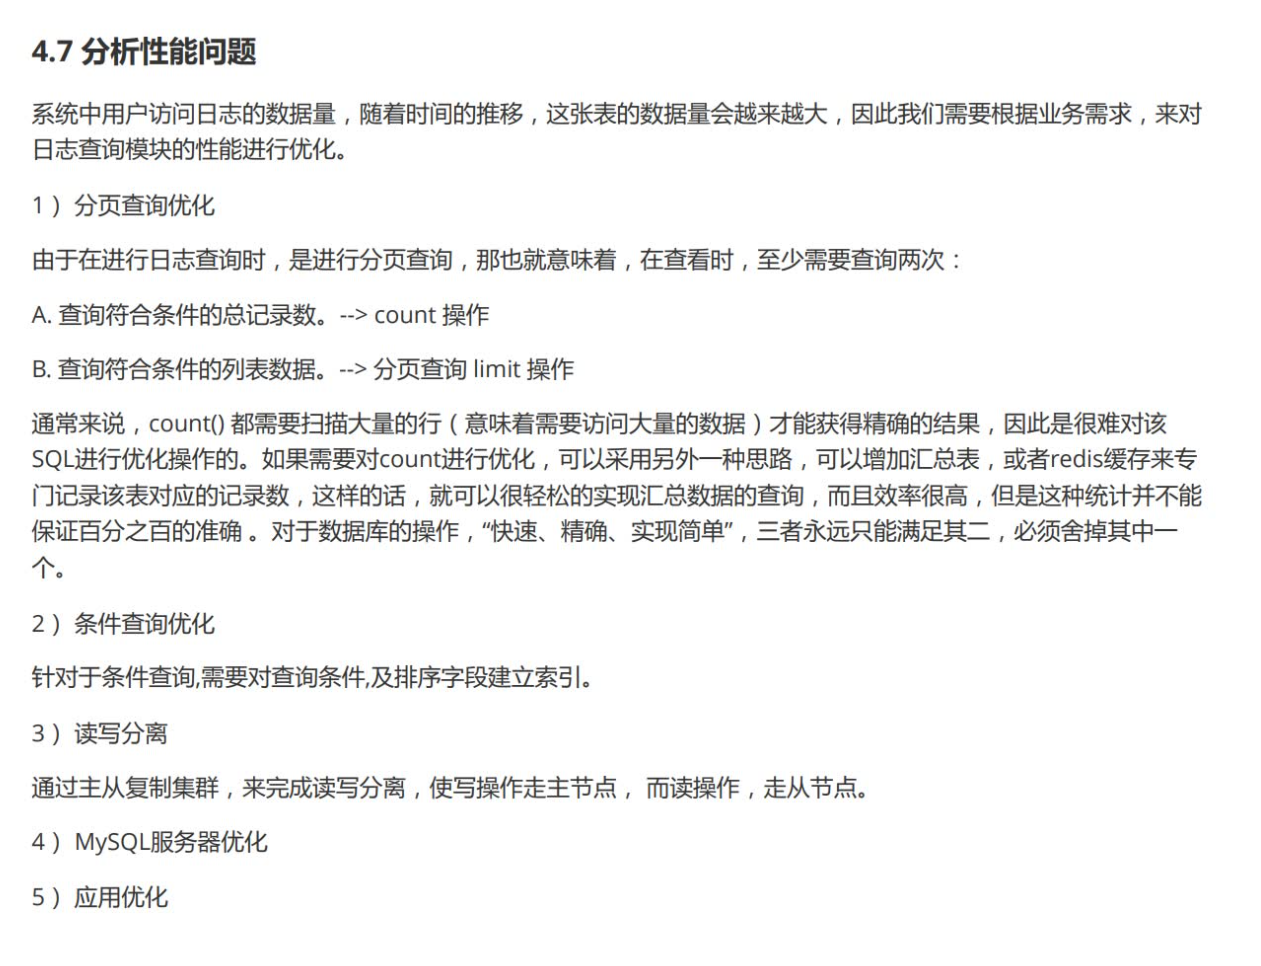 4.7 分析性能问题
系统中用户访问日志的数据量，随着时间的推移，这张表的数据量会越来越大，因此我们需要根据业务需求，来对
日志查询模块的性能进行优化。
1） 分页查询优化
由于在进行日志查询时，是进行分页查询，那也就意味着，在查看时，至少需要查询两次：
A. 查询符合条件的总记录数。--> count 操作
B. 查询符合条件的列表数据。--> 分页查询 limit 操作
通常来说，count() 都需要扫描大量的行（意味着需要访问大量的数据）才能获得精确的结果，因此是很难对该
SQL进行优化操作的。如果需要对count进行优化，可以采用另外一种思路，可以增加汇总表，或者redis缓存来专
门记录该表对应的记录数，这样的话，就可以很轻松的实现汇总数据的查询，而且效率很高，但是这种统计并不能
保证百分之百的准确 。对于数据库的操作，“快速、精确、实现简单”，三者永远只能满足其二，必须舍掉其中一
个。
2） 条件查询优化
针对于条件查询,需要对查询条件,及排序字段建立索引。
3） 读写分离
通过主从复制集群，来完成读写分离，使写操作走主节点， 而读操作，走从节点。
4） MySQL服务器优化
5） 应用优化